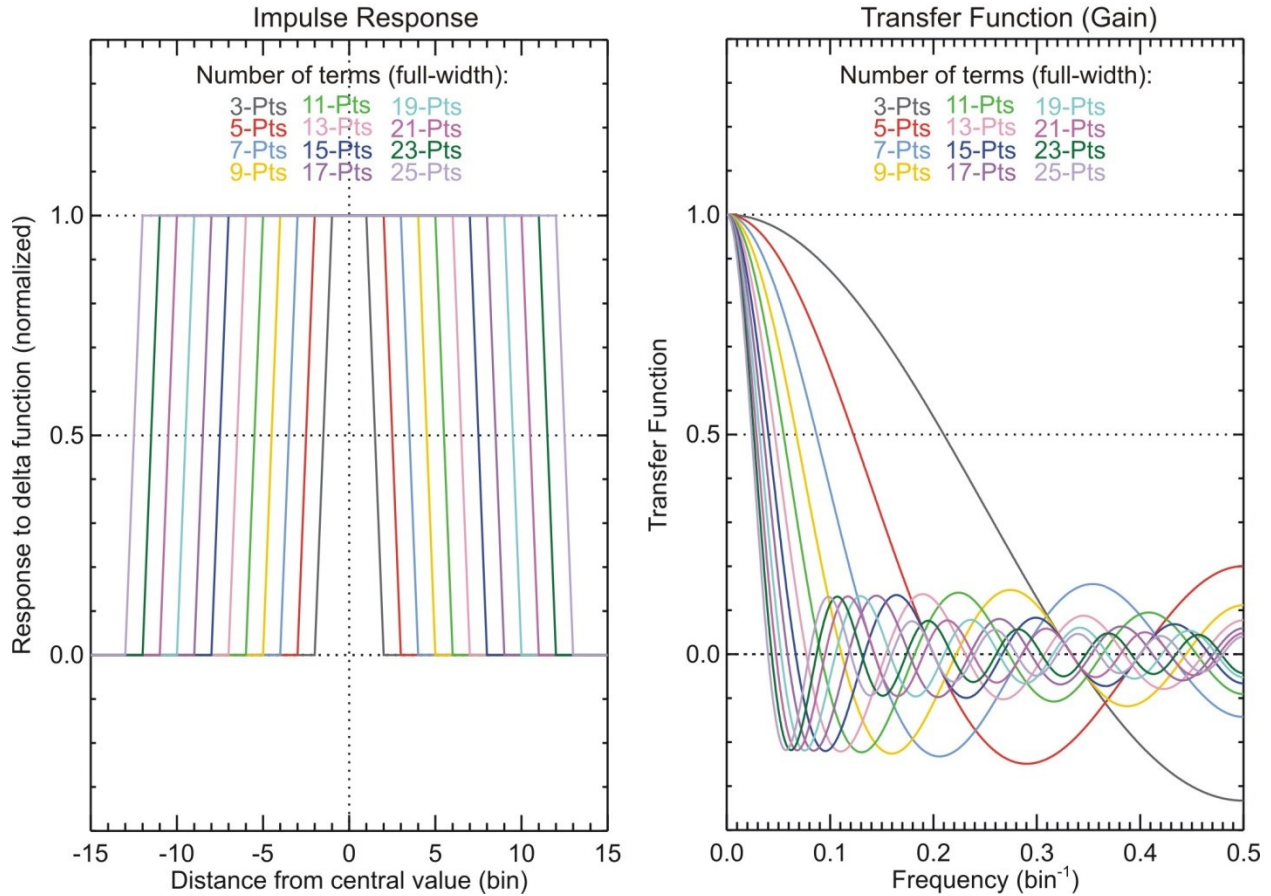 Impulse Response
Number of terms (full-width):
3-Pts 11-Pts 19-Pts
5-Pts 13-Pts 21-Pts
7-Pts 15-Pts 23-Pts
9-Pts 17-Pts 25-Pts
Response to delta function (normalized)
1.0
0.5
0.0
-15 -10 -5 0 5 10 15
Distance from central value (bin)
Transfer Function (Gain)
Number of terms (full-width):
3-Pts 11-Pts 19-Pts
5-Pts 13-Pts 21-Pts
7-Pts 15-Pts 23-Pts
9-Pts 17-Pts 25-Pts
Transfer Function
1.0
0.5
0.0
0.0 0.1 0.2 0.3 0.4 0.5
Frequency (bin⁻¹)